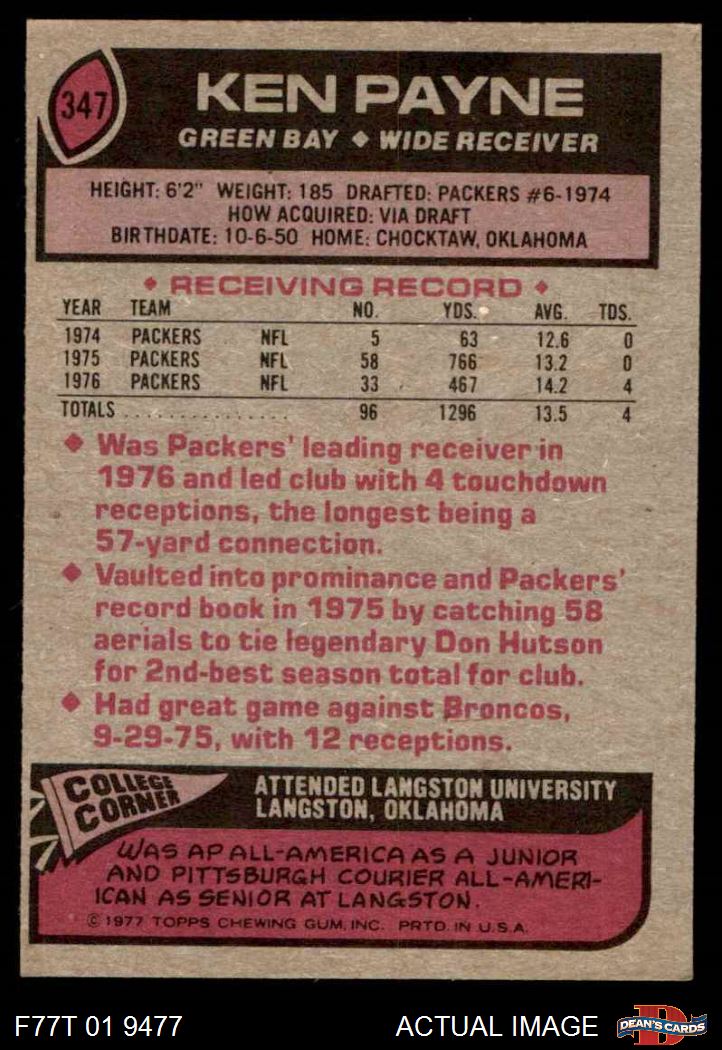 347
KEN PAYNE
GREEN BAY ◆ WIDE RECEIVER
HEIGHT: 6'2" WEIGHT: 185 DRAFTED: PACKERS #6-1974
HOW ACQUIRED: VIA DRAFT
BIRTHDATE: 10-6-50 HOME: CHOCKTAW, OKLAHOMA
◆ RECEIVING RECORD ◆
YEAR TEAM NO. YDS. AVG. TDS.
1974 PACKERS NFL 5 63 12.6 0
1975 PACKERS NFL 58 766 13.2 0
1976 PACKERS NFL 33 467 14.2 4
TOTALS . . . . . . . . . . . . . . . 96 1296 13.5 4
◆ Was Packers' leading receiver in
1976 and led club with 4 touchdown
receptions, the longest being a
57-yard connection.
◆ Vaulted into prominance and Packers'
record book in 1975 by catching 58
aerials to tie legendary Don Hutson
for 2nd-best season total for club.
◆ Had great game against Broncos,
9-29-75, with 12 receptions.
COLLEGE
CORNER
ATTENDED LANGSTON UNIVERSITY
LANGSTON, OKLAHOMA
WAS AP ALL-AMERICA AS A JUNIOR
AND PITTSBURGH COURIER ALL-AMERI-
ICAN AS SENIOR AT LANGSTON.
© 1977 TOPPS CHEWING GUM, INC. PRTD. IN U.S.A.
F77T 01 9477
ACTUAL IMAGE
D
DEAN'S CARDS